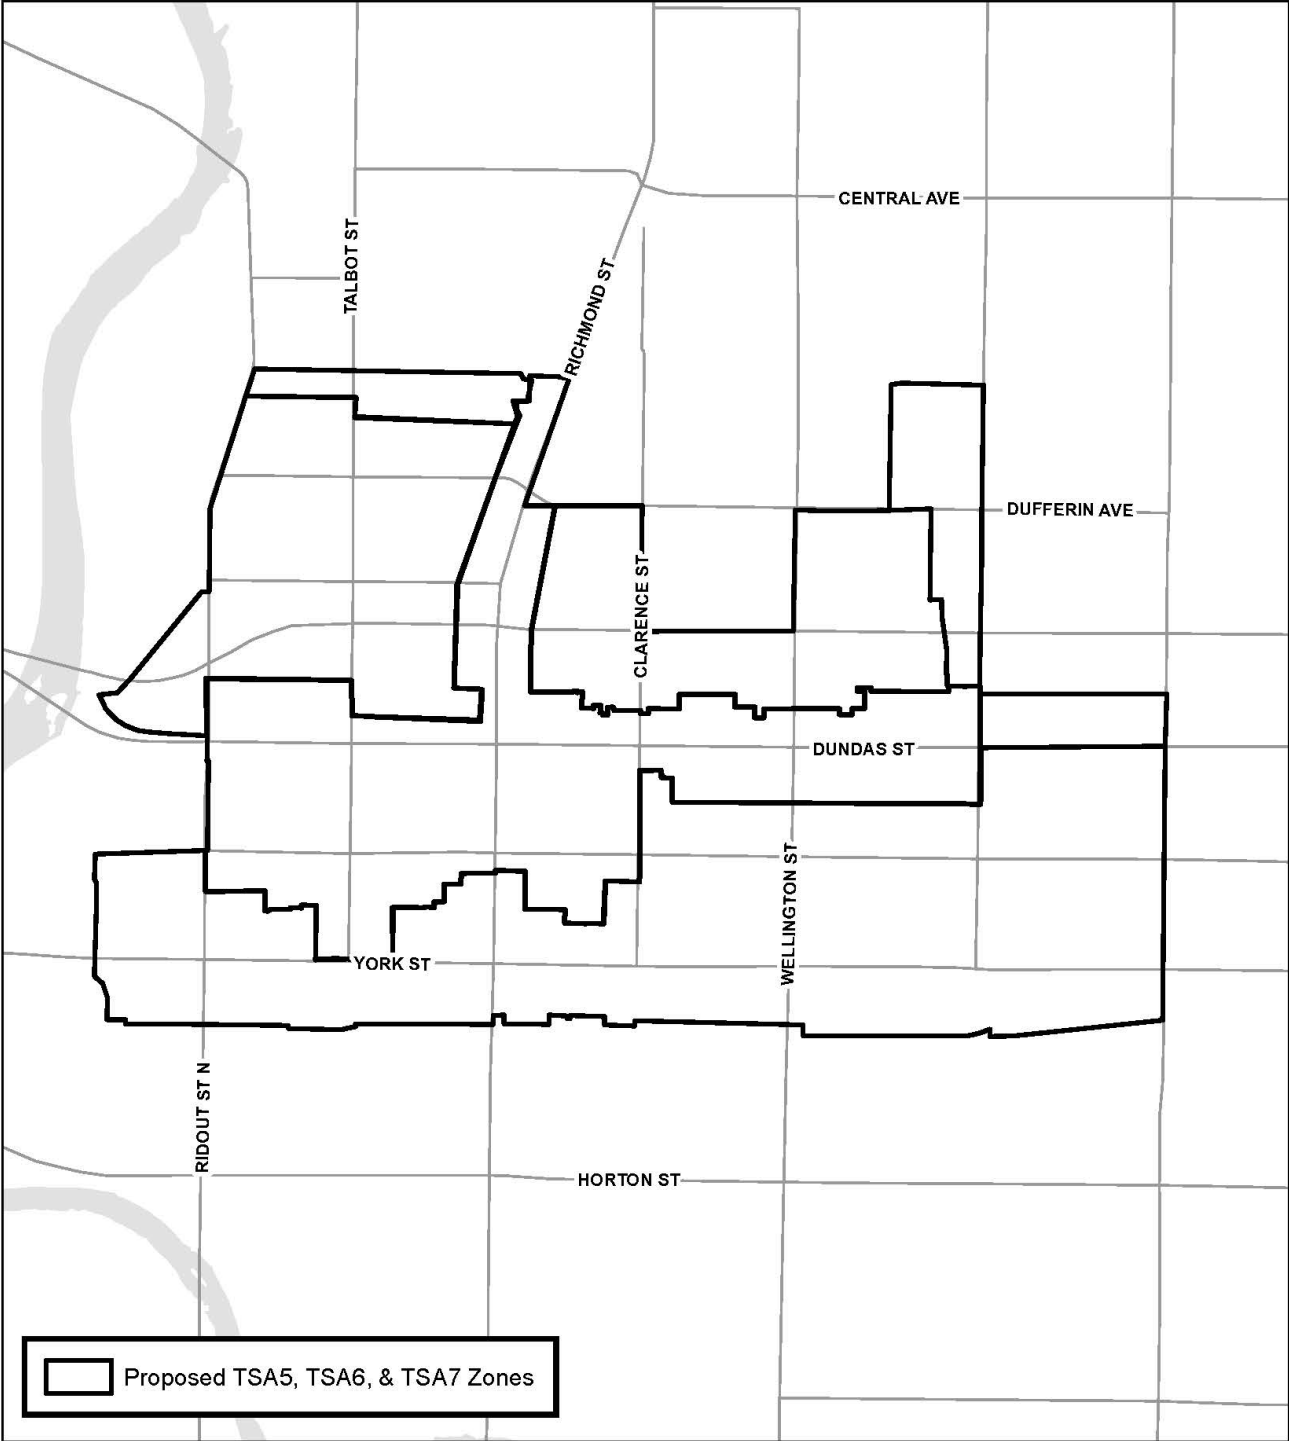 CENTRAL AVE
TALBOT ST
RICHMOND ST
DUFFERIN AVE
CLARENCE ST
DUNDAS ST
WELLINGTON ST
YORK ST
RIDOUT ST N
HORTON ST
Proposed TSA5, TSA6, & TSA7 Zones